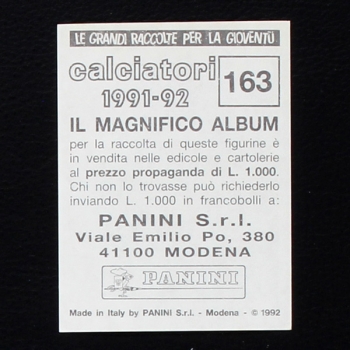 LE GRANDI RACCOLTE PER LA GIOVENTÙ
calciatori
1991-92
163
IL MAGNIFICO ALBUM
per la raccolta di queste figurine è
in vendita nelle edicole e cartolerie
al prezzo propaganda di L. 1.000.
Chi non lo trovasse può richiederlo
inviando L. 1.000 in francobolli a:
PANINI S.r.l.
Viale Emilio Po, 380
41100 MODENA
PANINI
Made in Italy by PANINI S.r.l. - Modena - © 1992